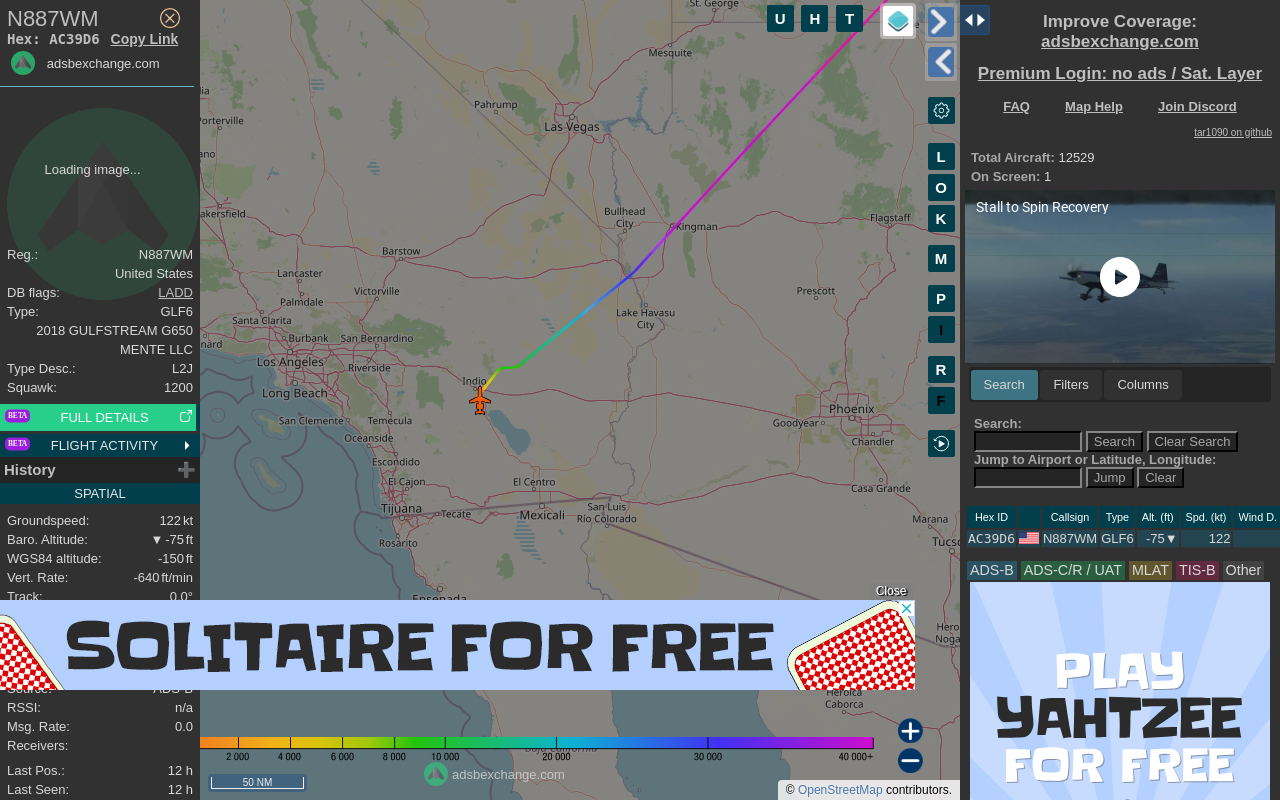 N887WM
Hex: AC39D6 Copy Link
adsbexchange.com
Loading image...
Reg.: N887WM
United States
DB flags: LADD
Type: GLF6
2018 GULFSTREAM G650
MENTE LLC
Type Desc.: L2J
Squawk: 1200
BETA FULL DETAILS
BETA FLIGHT ACTIVITY
History
SPATIAL
Groundspeed: 122 kt
Baro. Altitude: ▼ -75 ft
WGS84 altitude: -150 ft
Vert. Rate: -640 ft/min
Track: 0.0°
Source: ADS-B
RSSI: n/a
Msg. Rate: 0.0
Receivers:
Last Pos.: 12 h
Last Seen: 12 h
St. George
Mesquite
Pahrump
Las Vegas
Porterville
Bullhead
City
Kingman
Flagstaff
Barstow
Lancaster
Victorville
Palmdale
Prescott
Lake Havasu
City
Santa Clarita
Burbank
San Bernardino
Los Angeles
Riverside
Indio
Long Beach
San Clemente
Temecula
Oceanside
Phoenix
Goodyear
Chandler
Escondido
El Cajon
El Centro
Casa Grande
San Luis
Río Colorado
Tijuana
Tecate
Mexicali
Marana
Rosarito
Ensenada
Heroica
Caborca
Baja California
U H T
L
O
K
M
P
I
R
F
Close
SOLITAIRE FOR FREE
2 000 4 000 6 000 8 000 10 000 20 000 30 000 40 000+
50 NM
adsbexchange.com
© OpenStreetMap contributors.
Improve Coverage:
adsbexchange.com
Premium Login: no ads / Sat. Layer
FAQ Map Help Join Discord
tar1090 on github
Total Aircraft: 12529
On Screen: 1
Stall to Spin Recovery
Search Filters Columns
Search:
Search Clear Search
Jump to Airport or Latitude, Longitude:
Jump Clear
Hex ID Callsign Type Alt. (ft) Spd. (kt) Wind D.
AC39D6 N887WM GLF6 -75▼ 122
ADS-B ADS-C/R / UAT MLAT TIS-B Other
PLAY
YAHTZEE
FOR FREE